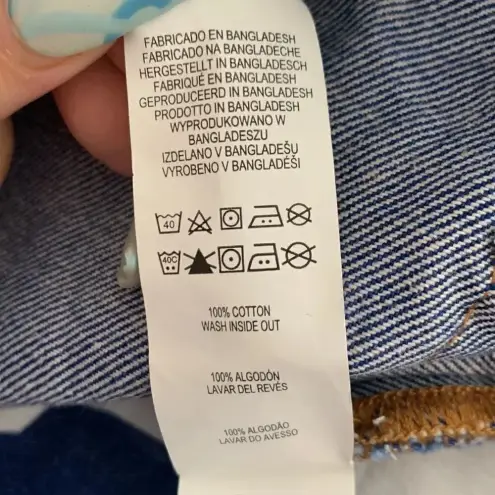 FABRICADO EN BANGLADESH
FABRICADO NA BANGLADECHE
HERGESTELLT IN BANGLADESCH
FABRIQUÉ EN BANGLADESH
GEPRODUCEERD IN BANGLADESH
PRODOTTO IN BANGLADESH
WYPRODUKOWANO W
BANGLADESZU
IZDELANO V BANGLADEŠU
VYROBENO V BANGLADÉŠI
40
40C
100% COTTON
WASH INSIDE OUT
100% ALGODÓN
LAVAR DEL REVÉS
100% ALGODÃO
LAVAR DO AVESSO